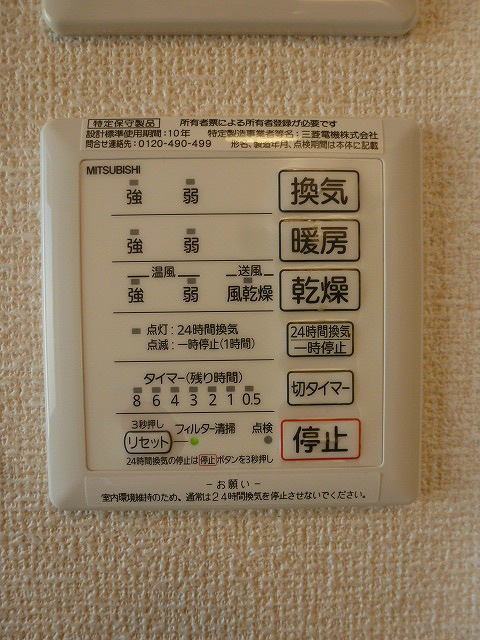 特定保守製品 所有者票による所有者登録が必要です
設計標準使用期間:10年 特定製造事業者等名:三菱電機株式会社
問合せ連絡先:0120-490-499 形名、製造年月、点検期間は本体に記載
MITSUBISHI
強 弱 換気
強 弱 暖房
温風 送風
強 弱 風乾燥 乾燥
点灯:24時間換気
点滅:一時停止(1時間)
24時間換気
一時停止
タイマー(残り時間)
8 6 4 3 2 1 0.5
切タイマー
3秒押し
リセット フィルター清掃 点検
停止
24時間換気の停止は停止ボタンを3秒押し
－お願い－
室内環境維持のため、通常は24時間換気を停止させないでください。